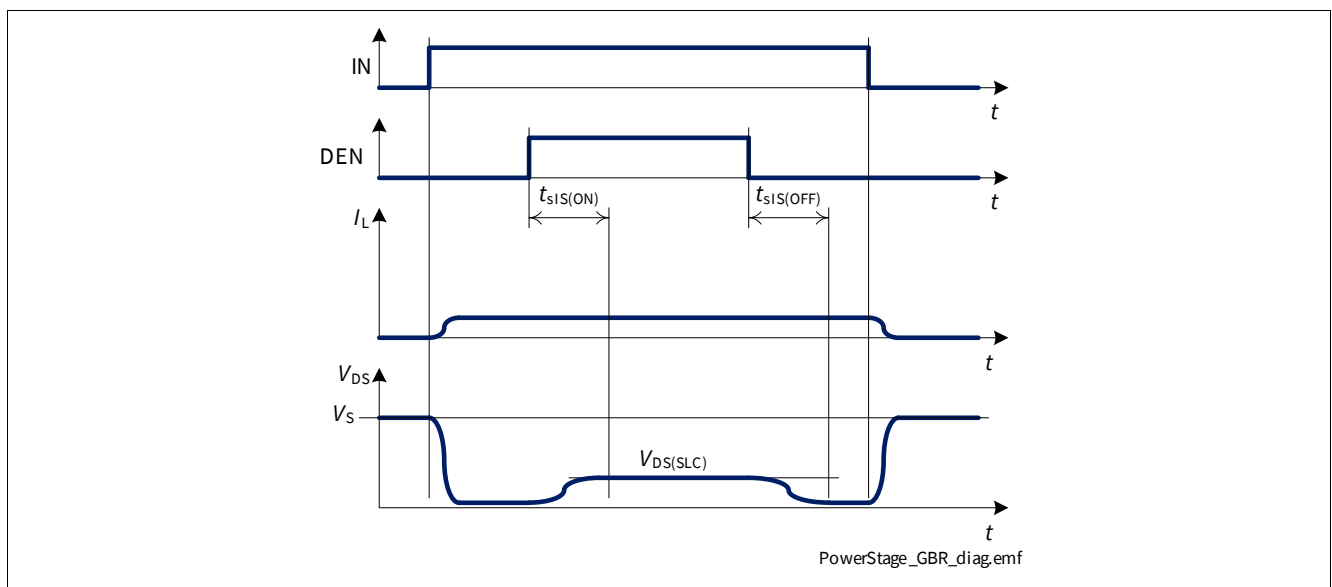 IN
t
DEN
t
tsIS(ON)
tsIS(OFF)
IL
t
VDS
VS
VDS(SLC)
t
PowerStage_GBR_diag.emf